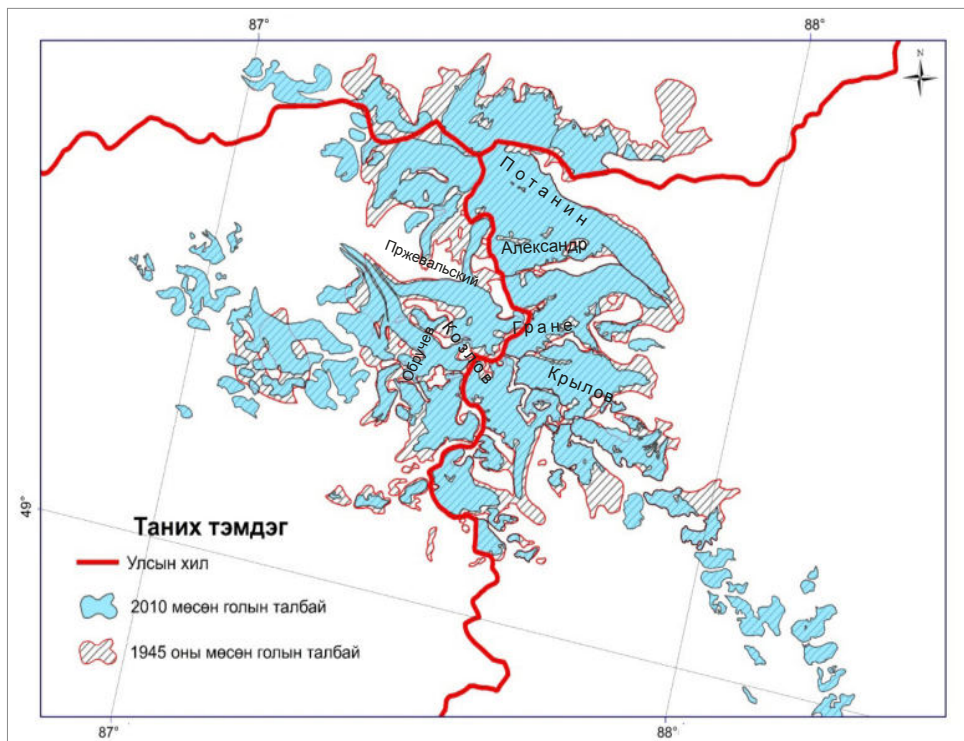 87°
88°
N
Потанин
Александр
Пржевальский
Гране
Козлов
Обручев
Крылов
49°
Таних тэмдэг
Улсын хил
2010 мөсөн голын талбай
1945 оны мөсөн голын талбай
87°
88°